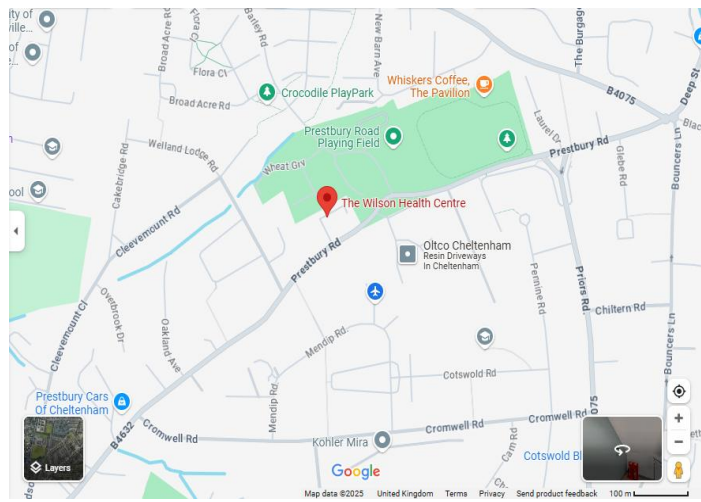 ity of
ville...
y of
e...
ool
Broad Acre Rd
Flora Cl
Barley Rd
New Barn Ave
The Burgage
B4075
Deep St
Crocodile PlayPark
Whiskers Coffee,
The Pavilion
Broad Acre Rd
Prestbury Road
Playing Field
Laurel Dr
Prestbury Rd
Glebe Rd
Bouncers Ln
Welland Lodge Rd
Wheat Gry
Cakebridge Rd
Cleevemount Rd
The Wilson Health Centre
Prestbury Rd
Oltco Cheltenham
Resin Driveways
In Cheltenham
Pennine Rd
Priors Rd
Chiltern Rd
Overbrook Dr
Cleevemount Cl
Oakland Ave
Mendip Rd
Mendip Rd
Cotswold Rd
Bouncers Ln
Prestbury Cars
Of Cheltenham
B4632
Cromwell Rd
Cromwell Rd
Kohler Mira
Cam Rd
Cotswold Bl
Layers
Google
Map data ©2025 United Kingdom Terms Privacy Send product feedback 100 m